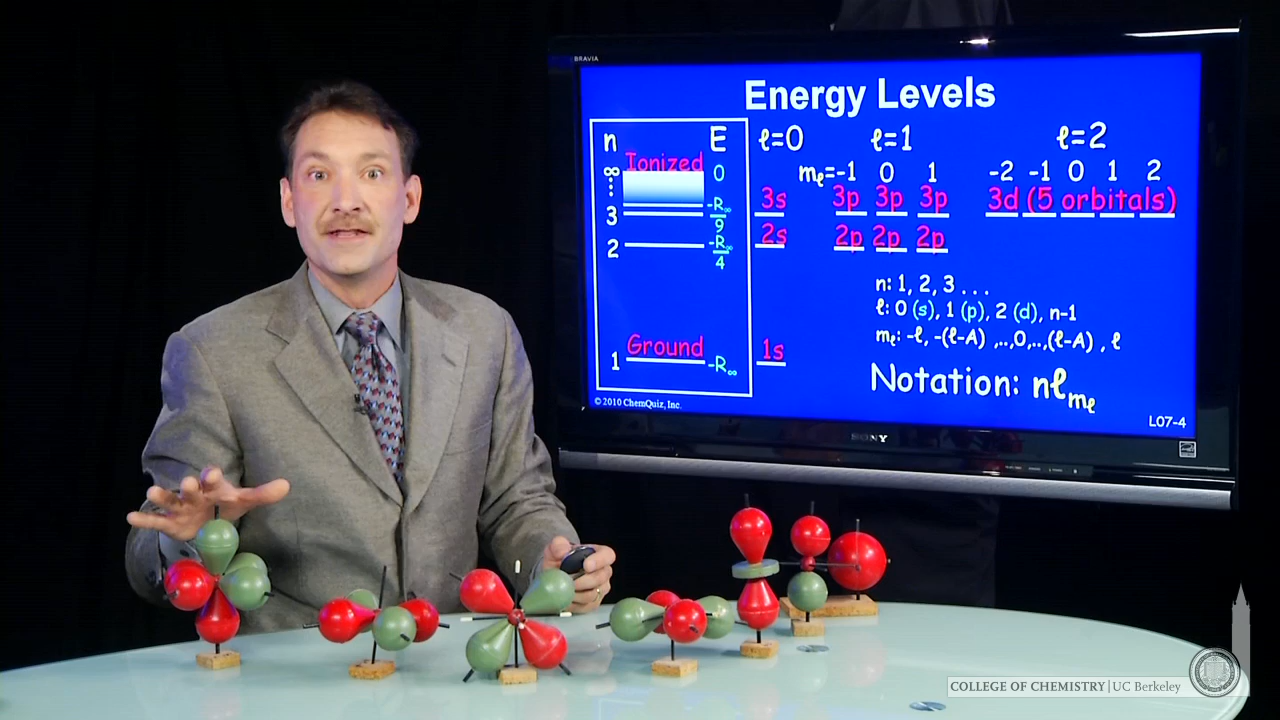 BRAVIA
Energy Levels
n E ℓ=0 ℓ=1 ℓ=2
Ionized
∞ 0 mℓ=-1 0 1 -2 -1 0 1 2
3 -R∞/9 3s 3p 3p 3p 3d (5 orbitals)
2 -R∞/4 2s 2p 2p 2p
n: 1, 2, 3 . . .
ℓ: 0 (s), 1 (p), 2 (d), n-1
mℓ: -ℓ, -(ℓ-A) ,..,0,..,(ℓ-A) , ℓ
Ground
1 -R∞ 1s
Notation: nℓmℓ
© 2010 ChemQuiz, Inc.
L07-4
SONY
COLLEGE OF CHEMISTRY | UC Berkeley